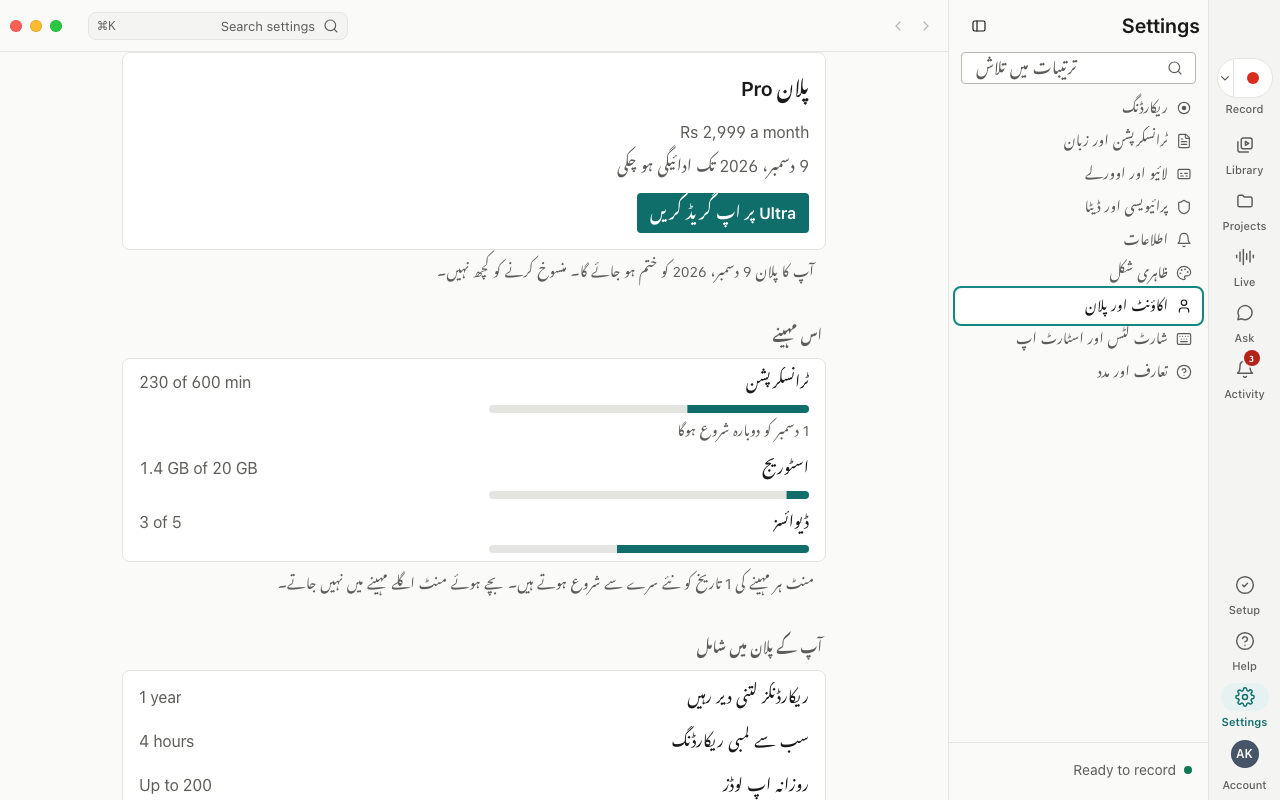 Settings
ترتیبات میں تلاش
ریکارڈنگ
ٹرانسکرپشن اور زبان
لائیو اور اوورلے
پرائیویسی اور ڈیٹا
اطلاعات
ظاہری شکل
اکاؤنٹ اور پلان
شارٹ کٹس اور اسٹارٹ اپ
تعارف اور مدد
Ready to record
Record
Library
Projects
Live
Ask
3
Activity
Setup
Help
Settings
AK
Account
⌘K
Search settings
پلان Pro
Rs 2,999 a month
9 دسمبر، 2026 تک ادائیگی ہو چکی
Ultra پر اپ گریڈ کریں
آپ کا پلان 9 دسمبر، 2026 کو ختم ہو جائے گا۔ منسوخ کرنے کو کچھ نہیں۔
اس مہینے
ٹرانسکرپشن
230 of 600 min
1 دسمبر کو دوبارہ شروع ہوگا
اسٹوریج
1.4 GB of 20 GB
ڈیوائسز
3 of 5
منٹ ہر مہینے کی 1 تاریخ کو نئے سرے سے شروع ہوتے ہیں۔ بچے ہوئے منٹ اگلے مہینے میں نہیں جاتے۔
آپ کے پلان میں شامل
ریکارڈنگز کتنی دیر رہیں
1 year
سب سے لمبی ریکارڈنگ
4 hours
روزانہ اپ لوڈز
Up to 200